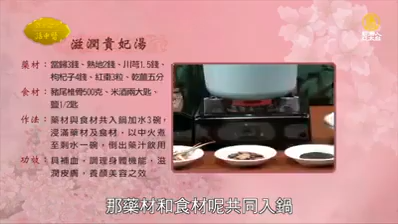 滋潤貴妃湯
藥材：當歸3錢、熟地2錢、川芎1.5錢、
枸杞子4錢、紅棗3粒、乾薑五分
食材：豬尾椎骨500克、米酒兩大匙、
鹽1/2匙
作法：藥材與食材共入鍋加水3碗，
浸滿藥材及食材，以中火煮
至剩水一碗，倒出藥汁飲用
功效：具補血，調理身體機能，滋
潤皮膚，養顏美容之效
那藥材和食材呢共同入鍋